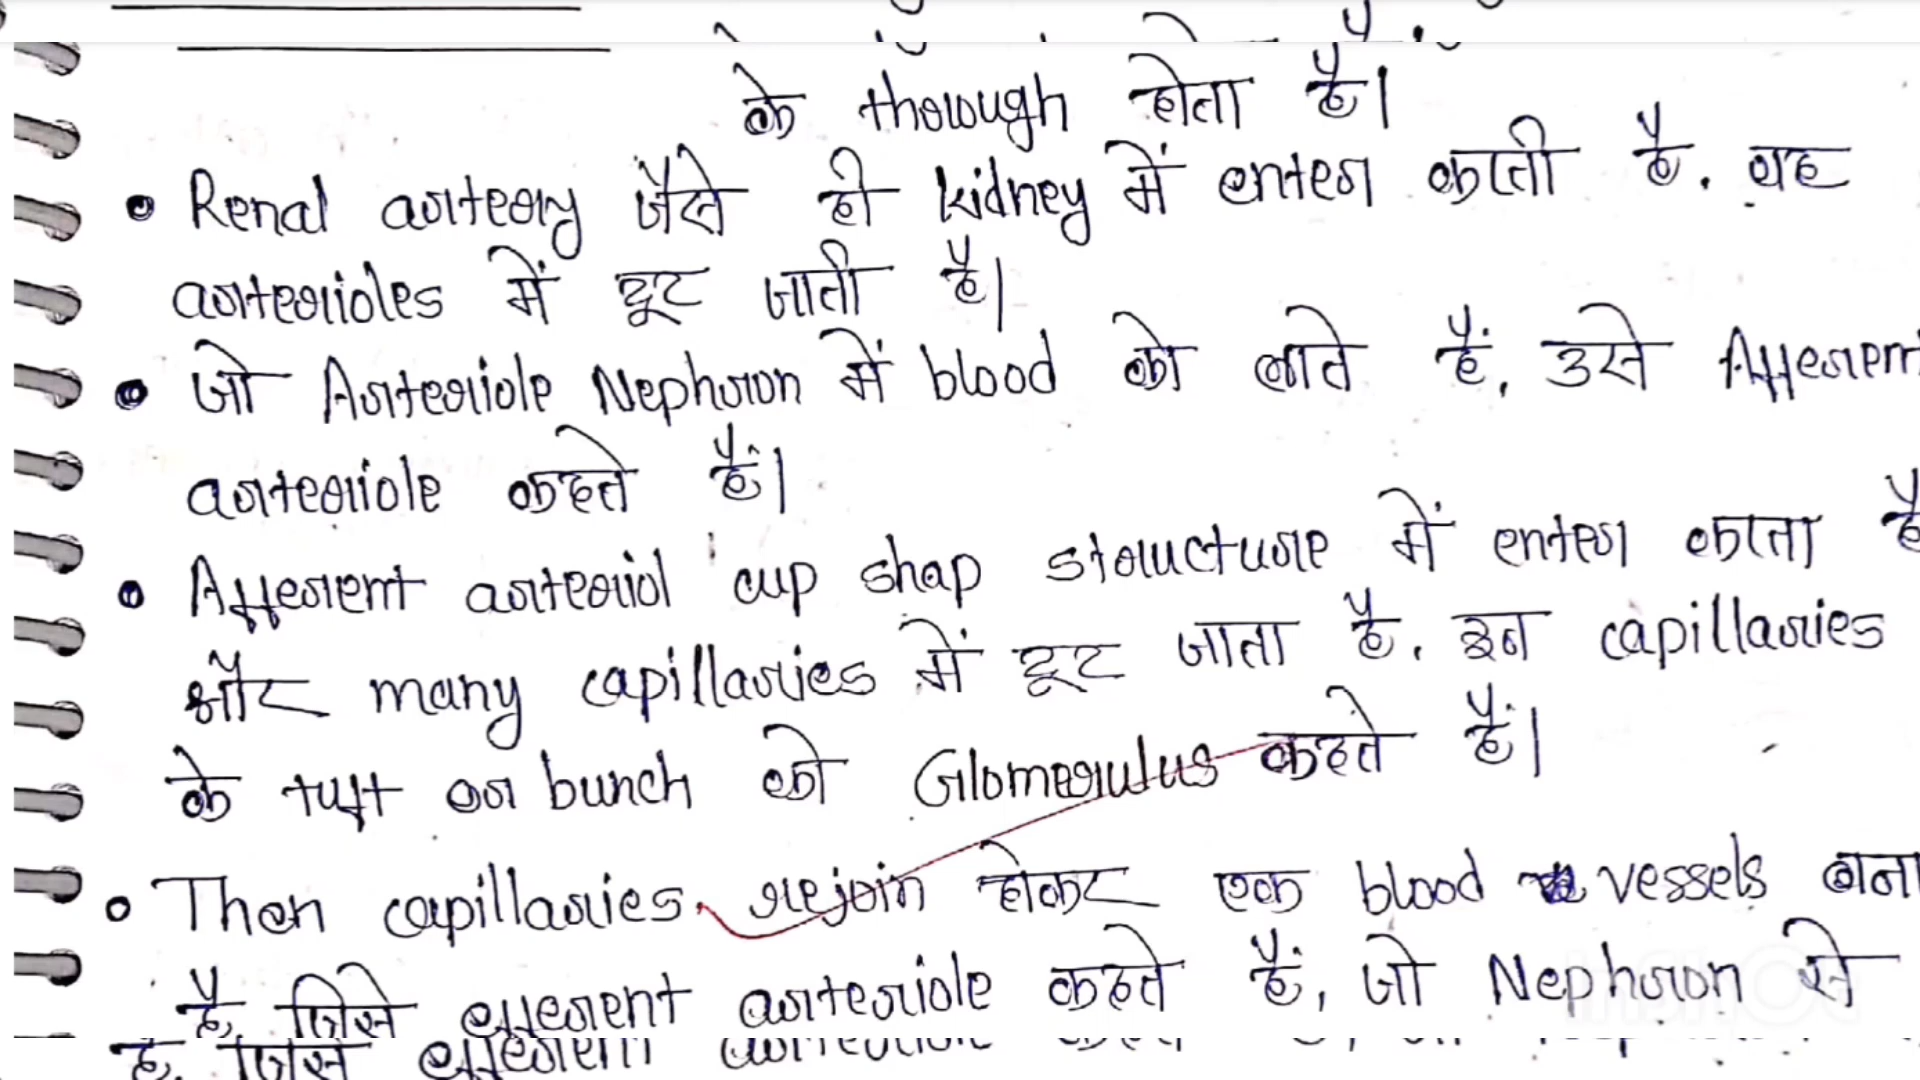 के through होता है।
• Renal artery जैसे ही kidney में enter करती है. यह
arterioles में टूट जाती है।
• जो Arteriole Nephron में blood को लाते हैं, उसे Afferent
arteriole कहते हैं।
• Afferent arteriol cup shap structure में enter करता है
और many capillaries में टूट जाता है. इन capillaries
के tuft or bunch को Glomerulus कहते हैं।
• Then capillaries rejoin होकर एक blood vessels बना
है. जिसे efferent arteriole कहते हैं, जो Nephron से
InShOt